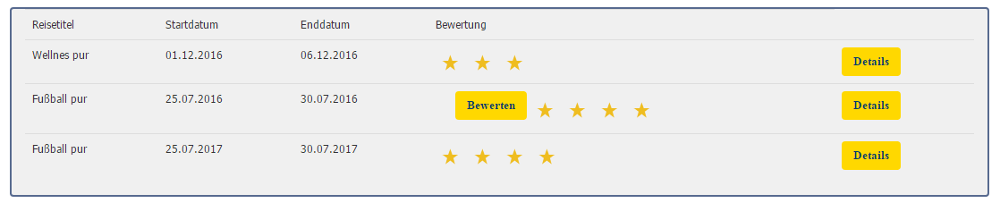 Reisetitel Startdatum Enddatum Bewertung
Wellnes pur 01.12.2016 06.12.2016 ★ ★ ★ Details
Fußball pur 25.07.2016 30.07.2016 Bewerten ★ ★ ★ ★ Details
Fußball pur 25.07.2017 30.07.2017 ★ ★ ★ ★ Details